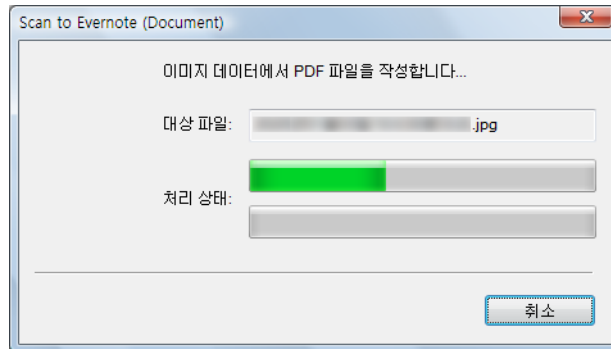 Scan to Evernote (Document)
이미지 데이터에서 PDF 파일을 작성합니다...
대상 파일:
.jpg
처리 상태:
취소